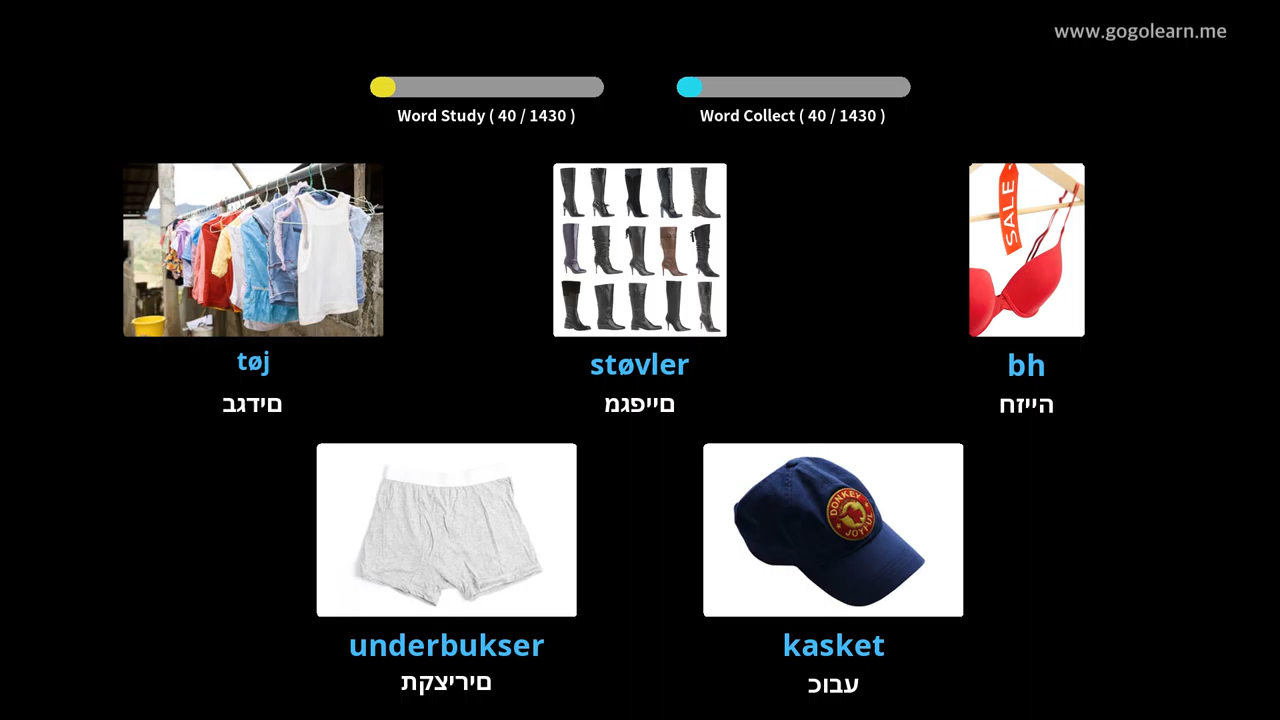 www.gogolearn.me
Word Study ( 40 / 1430 )
Word Collect ( 40 / 1430 )
tøj
בגדים
støvler
מגפיים
SALE
bh
חזייה
underbukser
תקצירים
DONKEY
JOYFUL
kasket
כובע